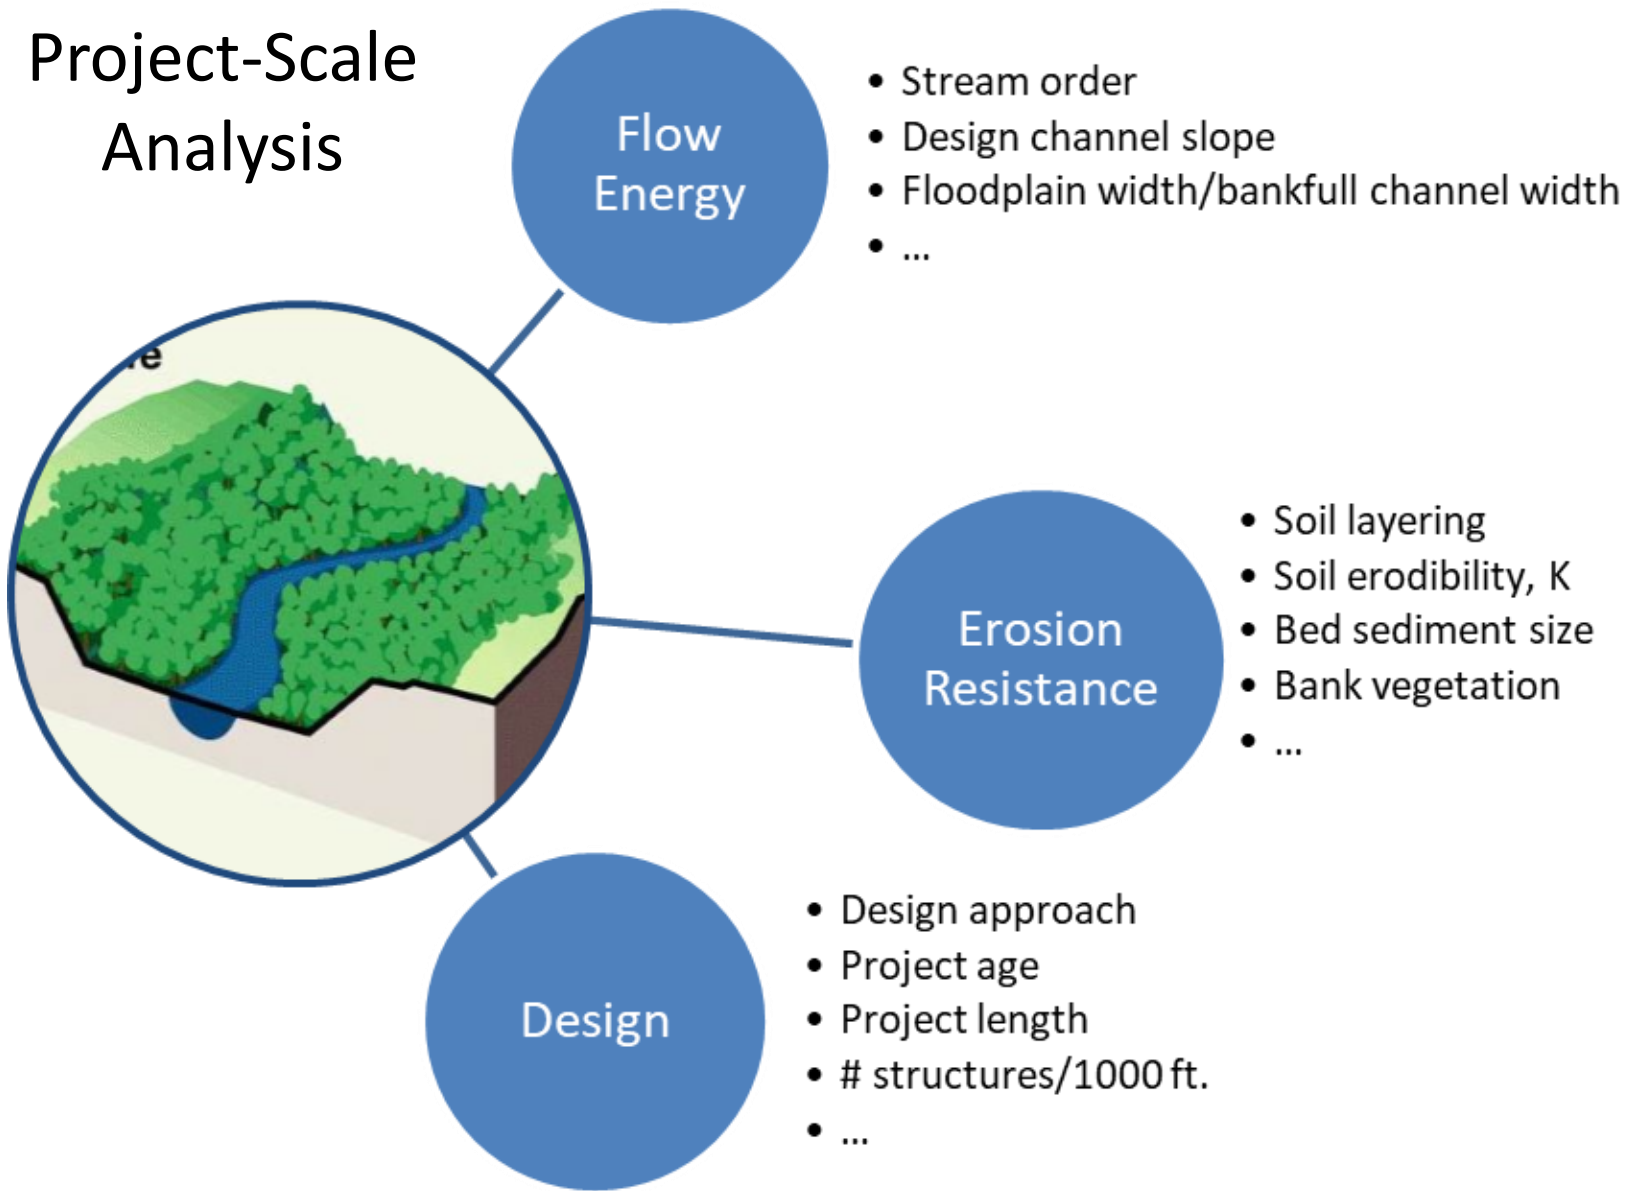 Project-Scale
Analysis
Flow
Energy
• Stream order
• Design channel slope
• Floodplain width/bankfull channel width
• ...
Erosion
Resistance
• Soil layering
• Soil erodibility, K
• Bed sediment size
• Bank vegetation
• ...
Design
• Design approach
• Project age
• Project length
• # structures/1000 ft.
• ...